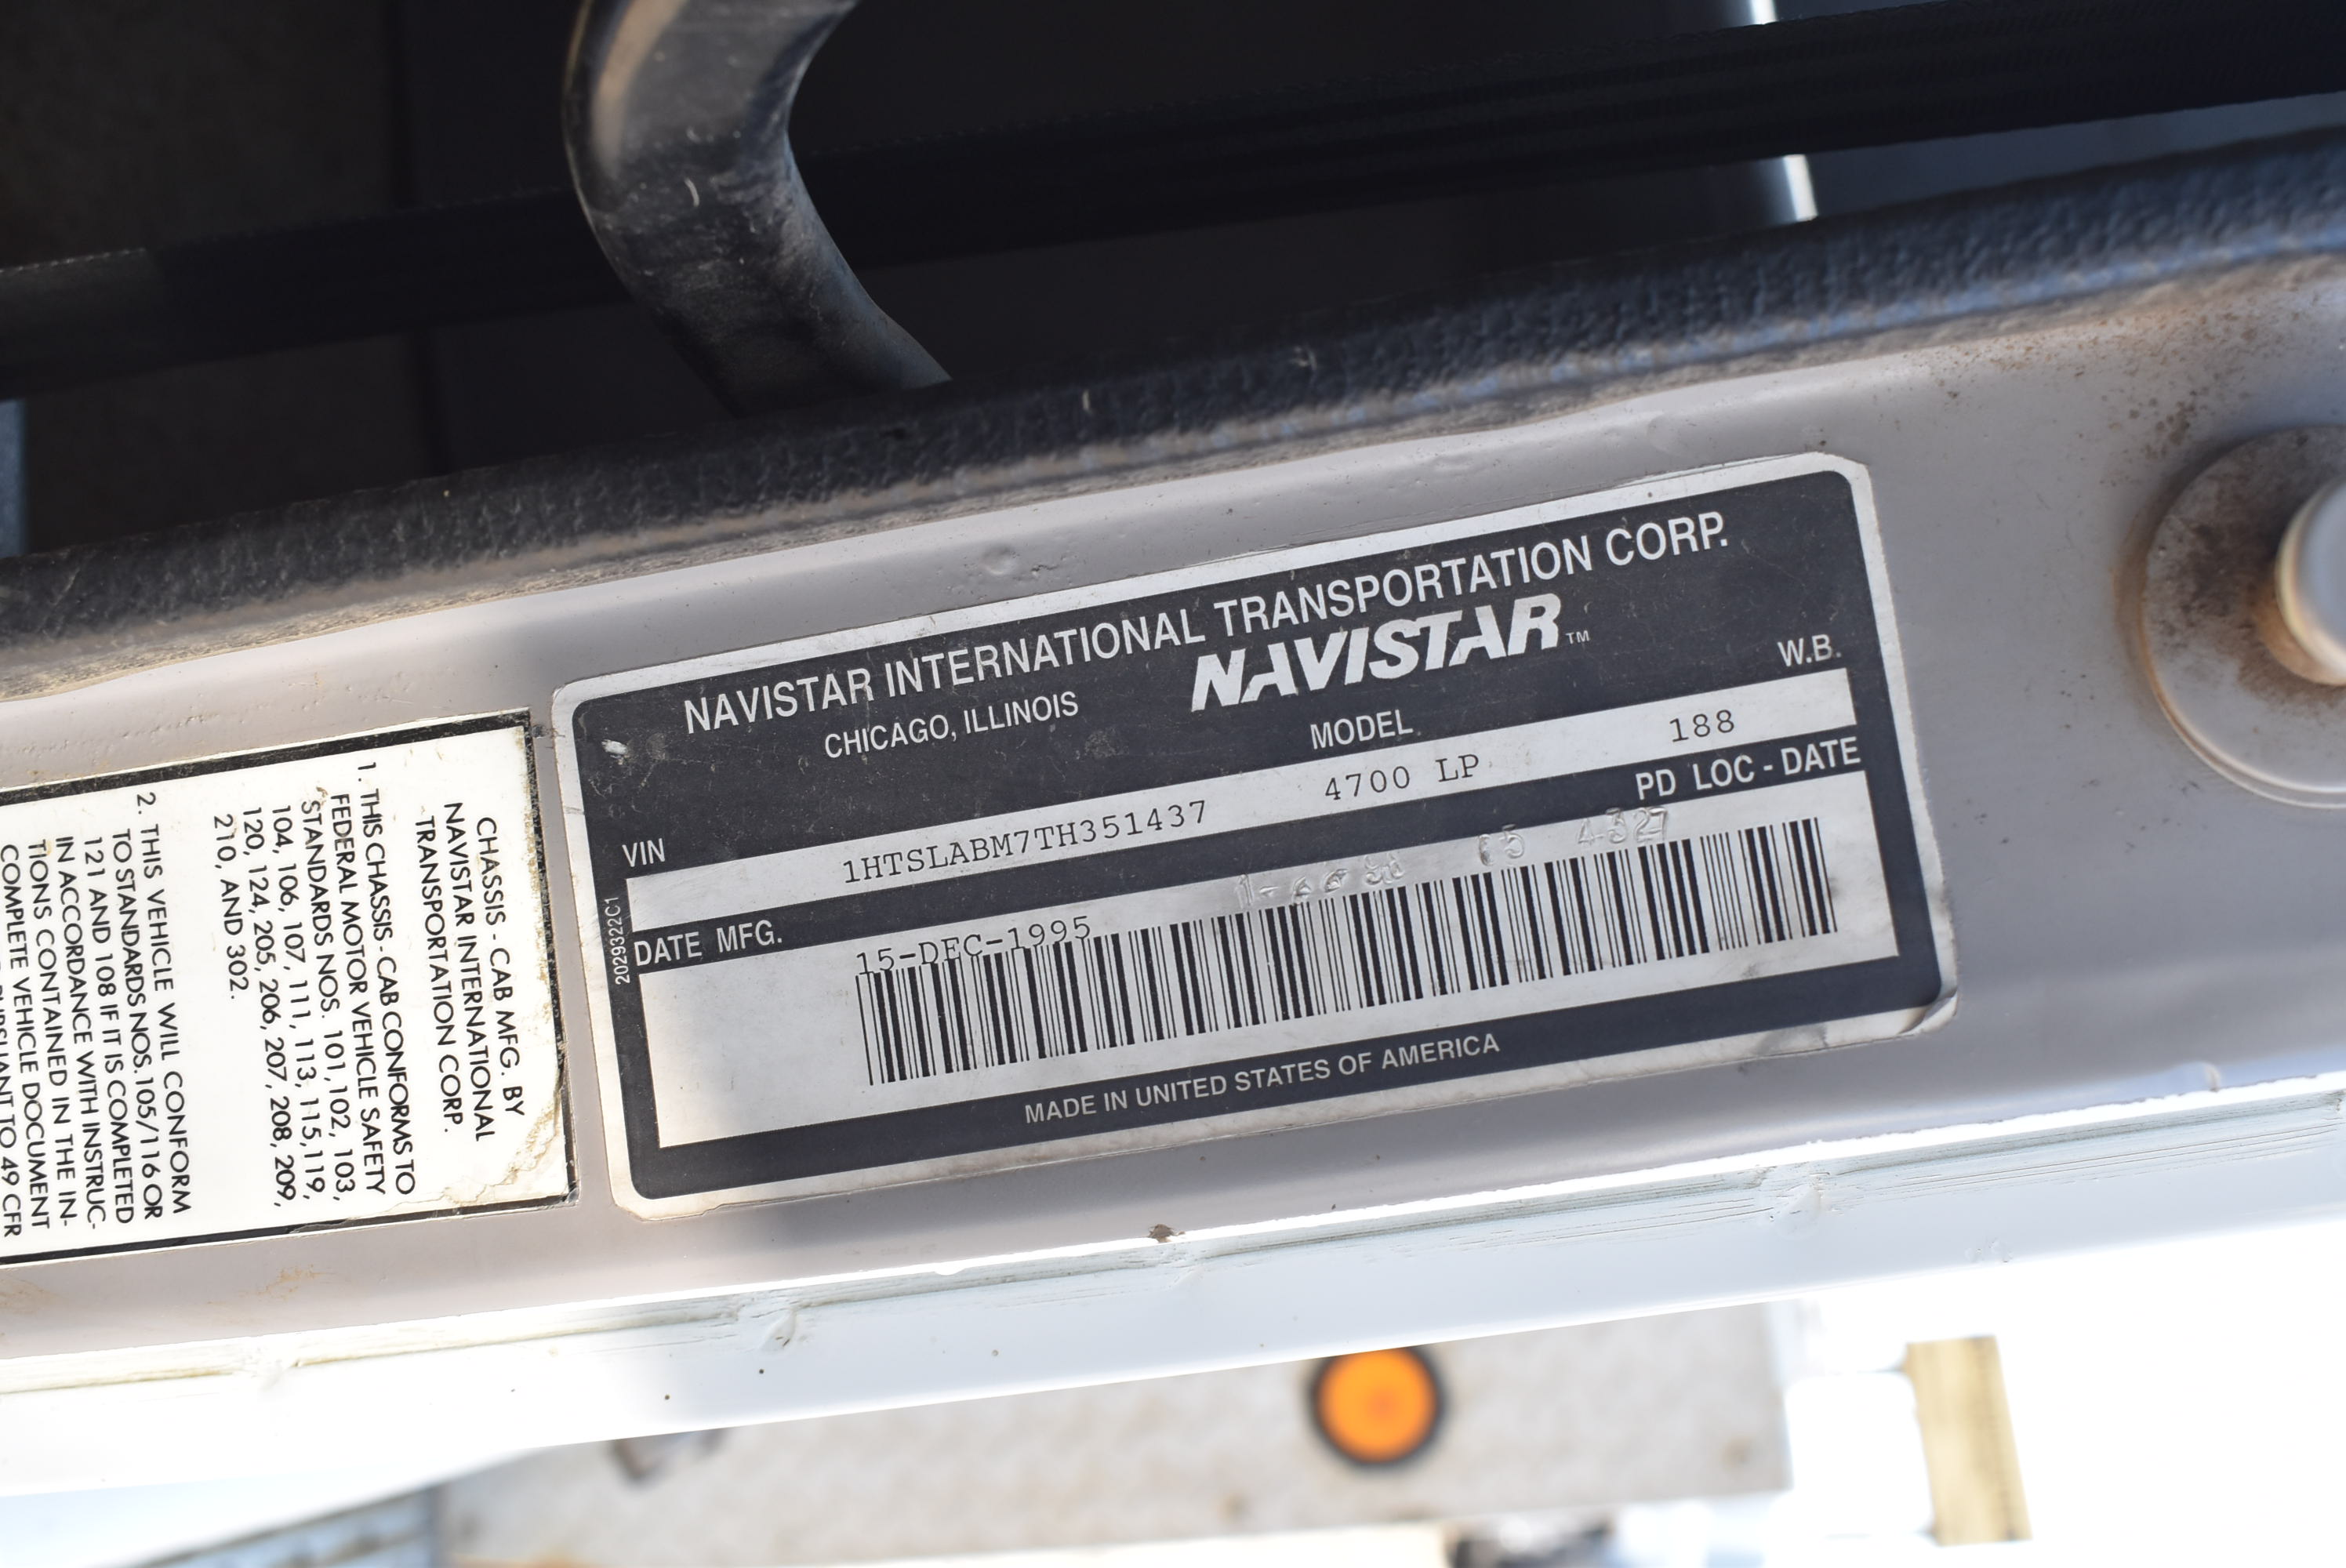 NAVISTAR INTERNATIONAL TRANSPORTATION CORP.
CHICAGO, ILLINOIS
NAVISTAR™
VIN
MODEL
W.B.
1HTSLABM7TH351437
4700 LP
188
DATE MFG.
PD LOC - DATE
15-DEC-1995
4327
2029322C1
MADE IN UNITED STATES OF AMERICA
CHASSIS - CAB MFG. BY
NAVISTAR INTERNATIONAL
TRANSPORTATION CORP.
1. THIS CHASSIS - CAB CONFORMS TO
FEDERAL MOTOR VEHICLE SAFETY
STANDARDS NOS. 101, 102, 103,
104, 106, 107, 111, 113, 115, 119,
120, 124, 205, 206, 207, 208, 209,
210, AND 302.
2. THIS VEHICLE WILL CONFORM
TO STANDARDS NOS. 105/116 OR
121 AND 108 IF IT IS COMPLETED
IN ACCORDANCE WITH INSTRUC-
TIONS CONTAINED IN THE IN-
COMPLETE VEHICLE DOCUMENT
TO 49 CFR